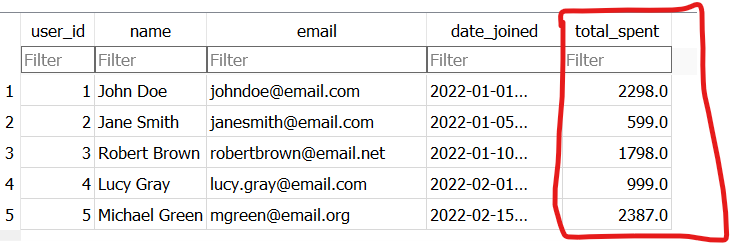 user_id name email date_joined total_spent
Filter Filter Filter Filter Filter
1 1 John Doe johndoe@email.com 2022-01-01... 2298.0
2 2 Jane Smith janesmith@email.com 2022-01-05... 599.0
3 3 Robert Brown robertbrown@email.net 2022-01-10... 1798.0
4 4 Lucy Gray lucy.gray@email.com 2022-02-01... 999.0
5 5 Michael Green mgreen@email.org 2022-02-15... 2387.0